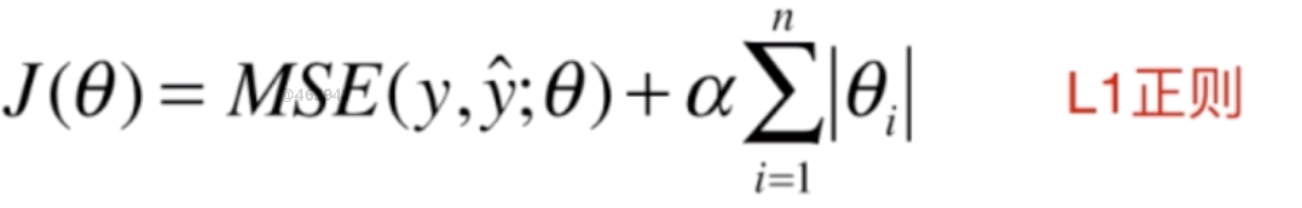 J(θ) = MSE(y, ŷ; θ) + α ∑_{i=1}^{n} |θ_i| L1正则